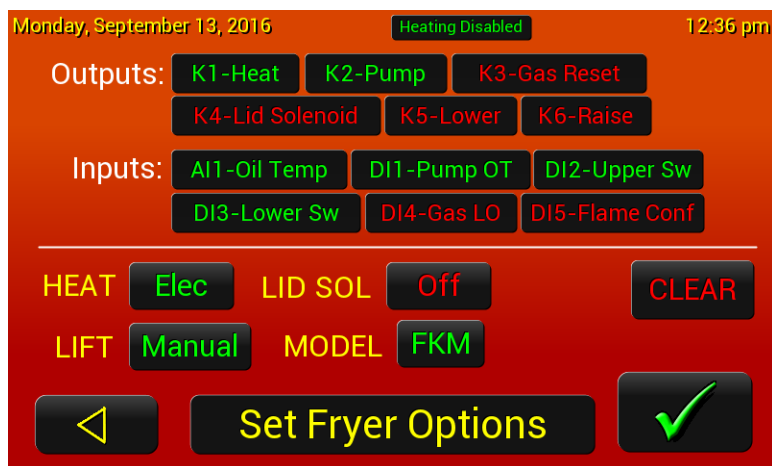 Monday, September 13, 2016 Heating Disabled 12:36 pm
Outputs: K1-Heat K2-Pump K3-Gas Reset
K4-Lid Solenoid K5-Lower K6-Raise
Inputs: AI1-Oil Temp DI1-Pump OT DI2-Upper Sw
DI3-Lower Sw DI4-Gas LO DI5-Flame Conf
HEAT Elec LID SOL Off CLEAR
LIFT Manual MODEL FKM
Set Fryer Options